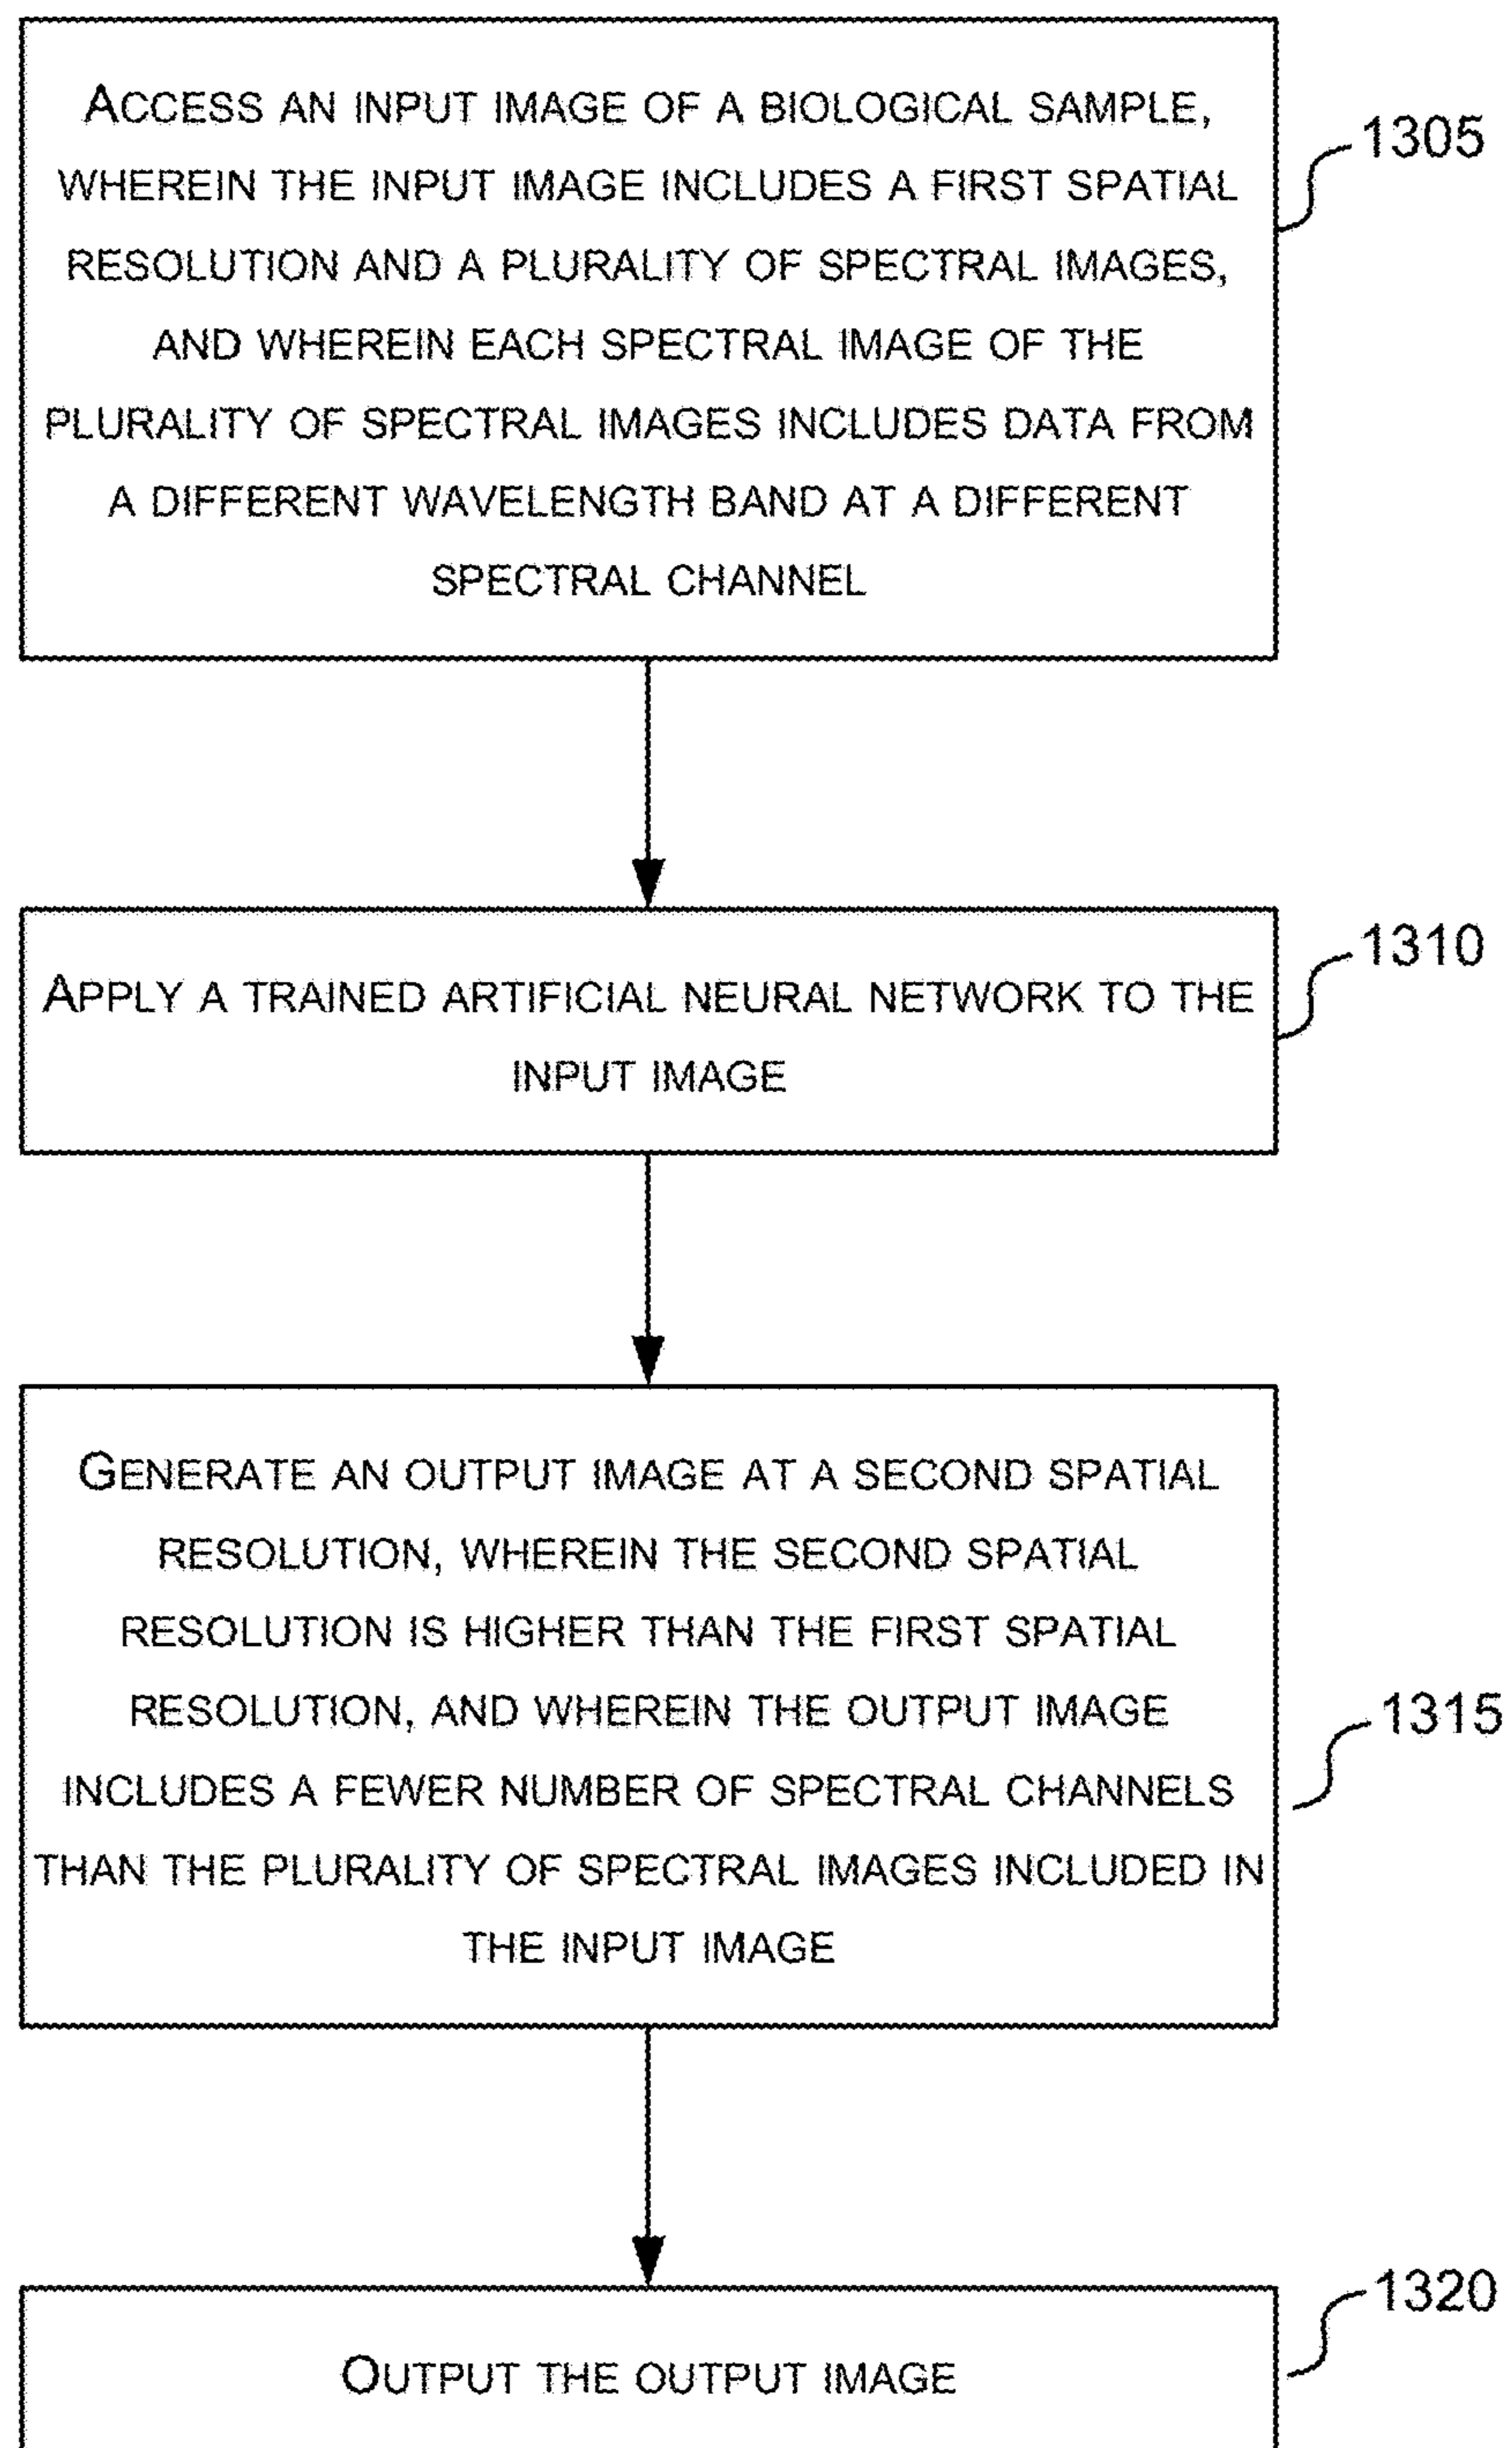 ACCESS AN INPUT IMAGE OF A BIOLOGICAL SAMPLE,
WHEREIN THE INPUT IMAGE INCLUDES A FIRST SPATIAL
RESOLUTION AND A PLURALITY OF SPECTRAL IMAGES,
AND WHEREIN EACH SPECTRAL IMAGE OF THE
PLURALITY OF SPECTRAL IMAGES INCLUDES DATA FROM
A DIFFERENT WAVELENGTH BAND AT A DIFFERENT
SPECTRAL CHANNEL
1305
APPLY A TRAINED ARTIFICIAL NEURAL NETWORK TO THE
INPUT IMAGE
1310
GENERATE AN OUTPUT IMAGE AT A SECOND SPATIAL
RESOLUTION, WHEREIN THE SECOND SPATIAL
RESOLUTION IS HIGHER THAN THE FIRST SPATIAL
RESOLUTION, AND WHEREIN THE OUTPUT IMAGE
INCLUDES A FEWER NUMBER OF SPECTRAL CHANNELS
THAN THE PLURALITY OF SPECTRAL IMAGES INCLUDED IN
THE INPUT IMAGE
1315
OUTPUT THE OUTPUT IMAGE
1320